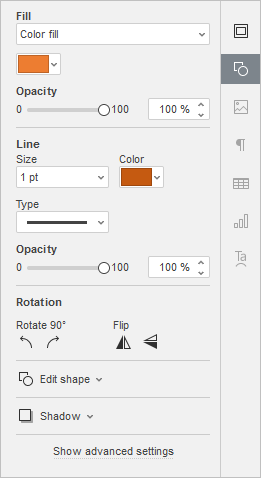 Fill
Color fill
Opacity
0 100 100 %
Line
Size Color
1 pt
Type
Opacity
0 100 100 %
Rotation
Rotate 90° Flip
Edit shape
Shadow
Show advanced settings
Ta